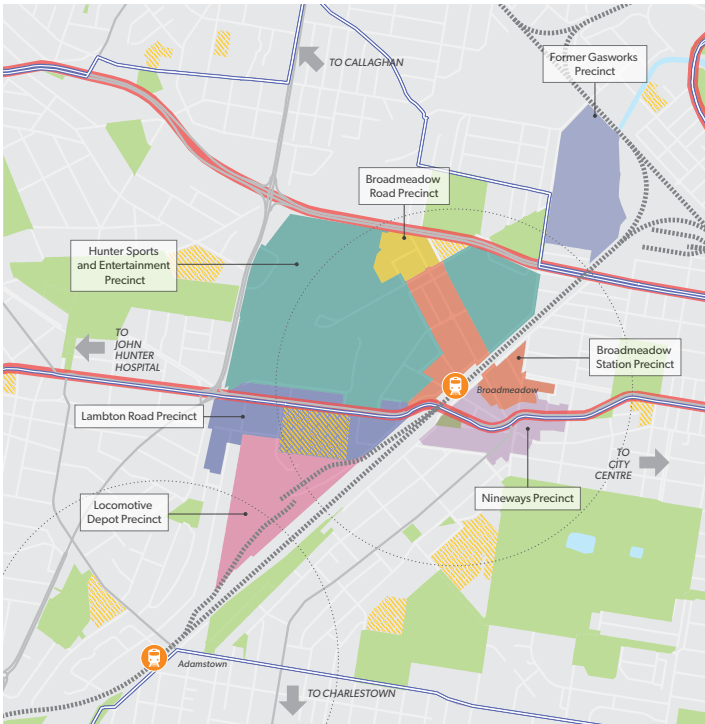 TO CALLAGHAN
Former Gasworks
Precinct
Broadmeadow
Road Precinct
Hunter Sports
and Entertainment
Precinct
TO
JOHN
HUNTER
HOSPITAL
Broadmeadow
Station Precinct
Broadmeadow
Lambton Road Precinct
TO
CITY
CENTRE
Nineways Precinct
Locomotive
Depot Precinct
Adamstown
TO CHARLESTOWN